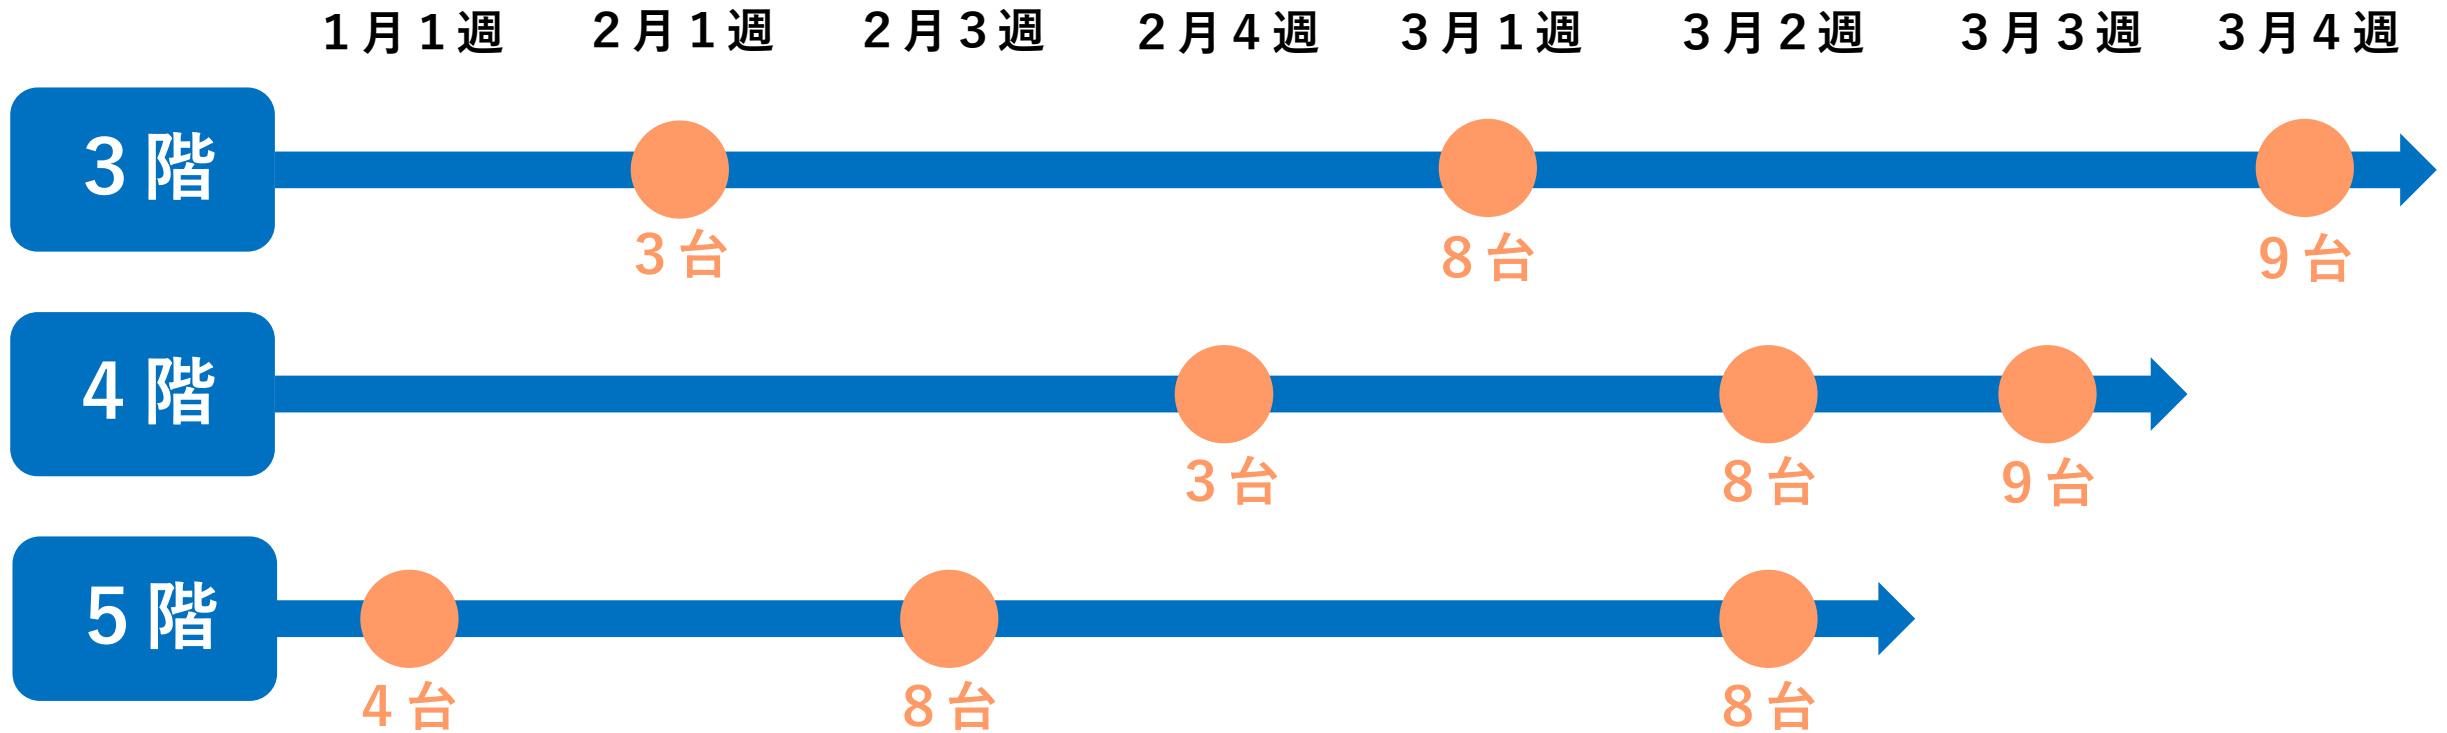 1月1週 2月1週 2月3週 2月4週 3月1週 3月2週 3月3週 3月4週
3階
3台 8台 9台
4階
3台 8台 9台
5階
4台 8台 8台